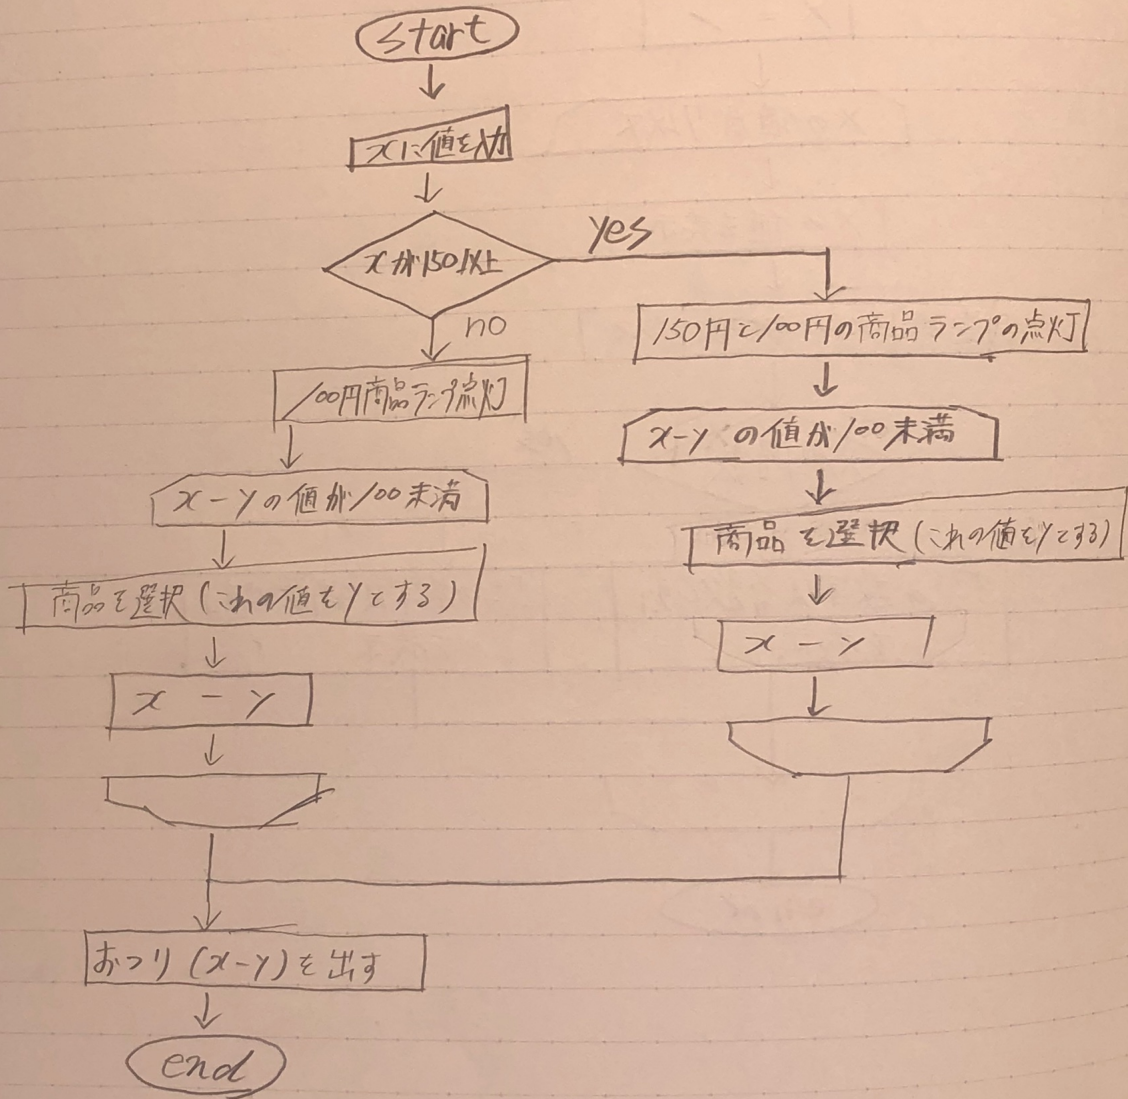 start
xに値を入力
xが150以上
yes
no
150円と100円の商品ランプの点灯
100円商品ランプ点灯
x-yの値が100未満
x-yの値が100未満
商品を選択(これの値をyとする)
商品を選択(これの値をyとする)
x-y
x-y
おつり(x-y)を出す
end